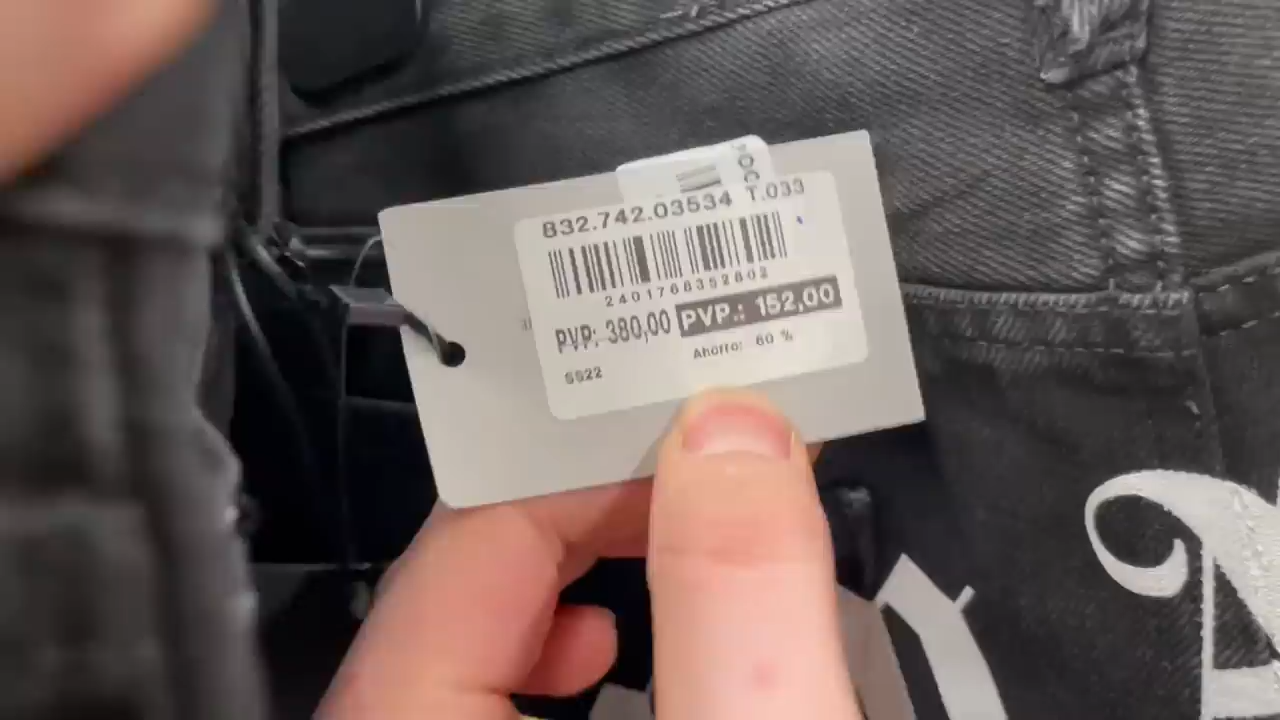 832.742.03534 T.033
2401768352802
PVP: 380,00 PVP.: 152,00
Ahorro: 60 %
SS22